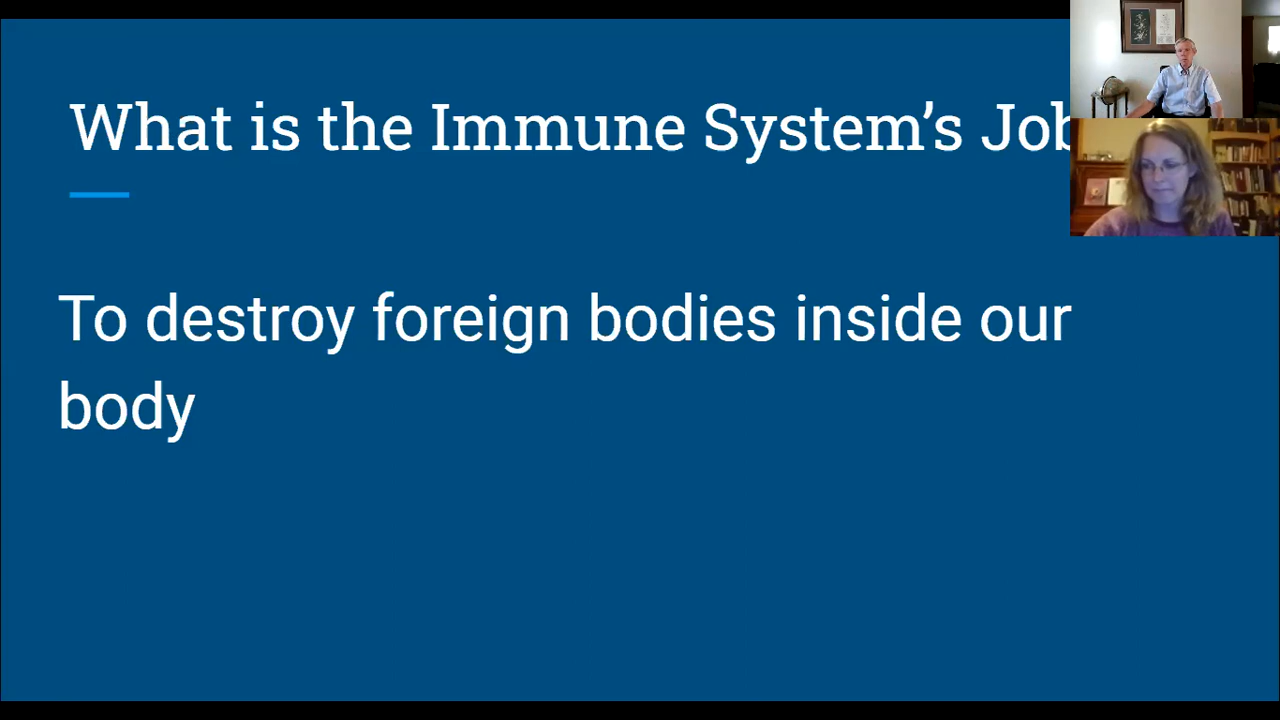 What is the Immune System’s Job
To destroy foreign bodies inside our
body